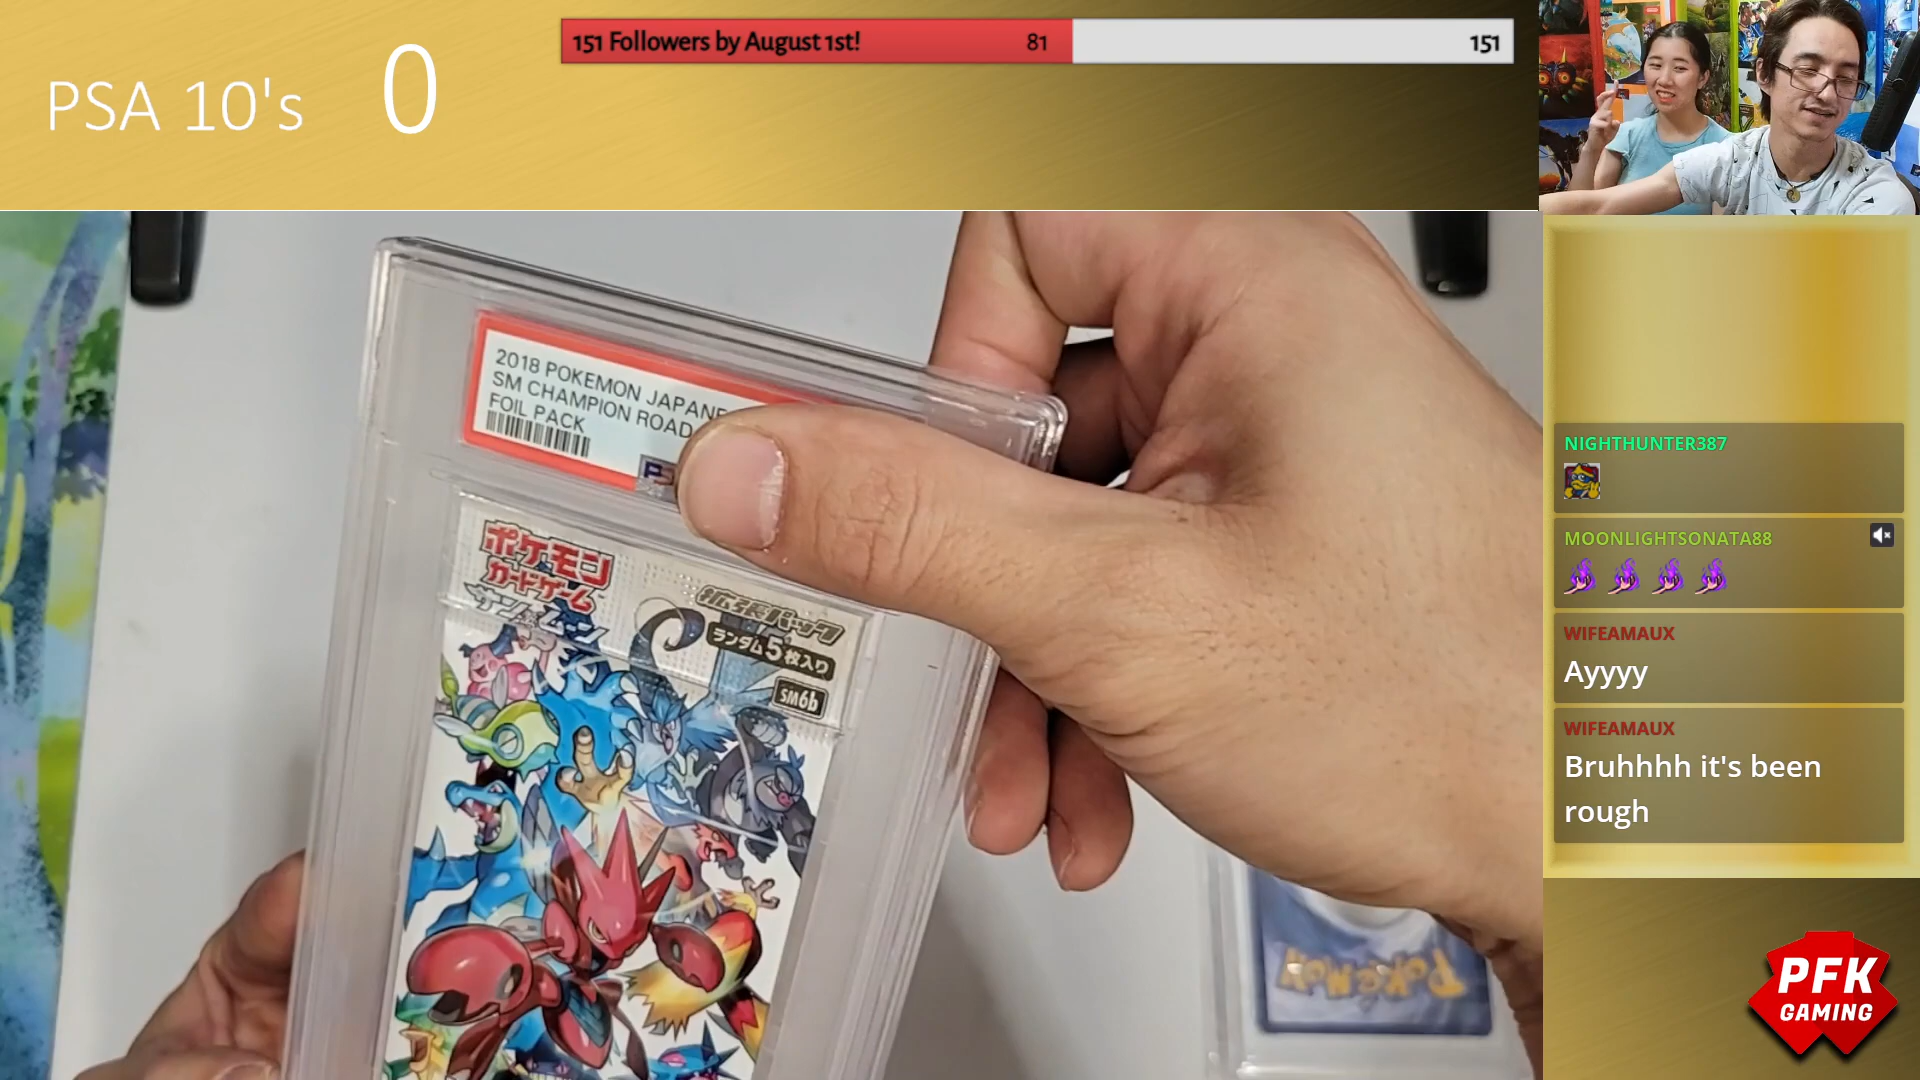 PSA 10's 0
151 Followers by August 1st! 81 151
2018 POKEMON JAPANE
SM CHAMPION ROAD
FOIL PACK
PS
ポケモン
カードゲーム
サン&ムーン
拡張パック
ランダム5枚入り
SM6b
NIGHTHUNTER387
MOONLIGHTSONATA88
WIFEAMAUX
Ayyyy
WIFEAMAUX
Bruhhhh it's been
rough
POKéMON
PFK
GAMING